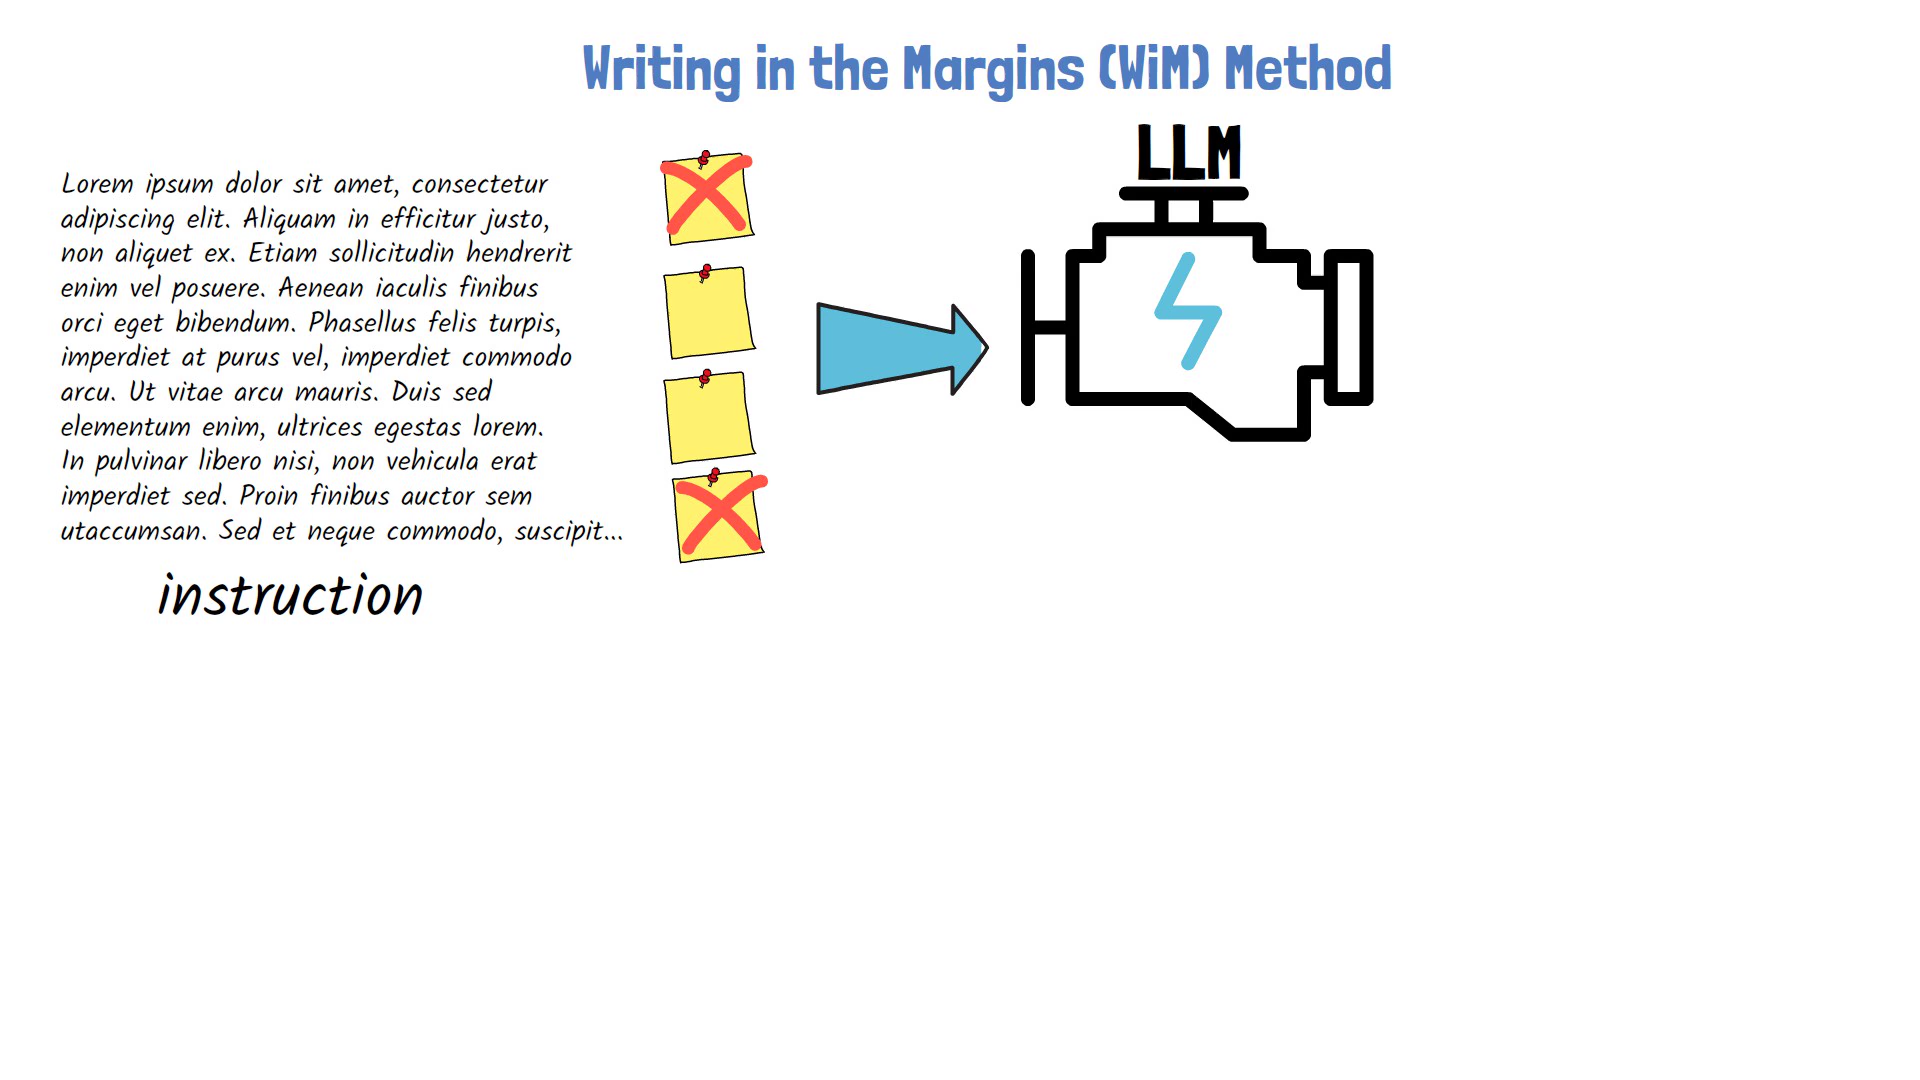 Writing in the Margins (WiM) Method
LLM
Lorem ipsum dolor sit amet, consectetur
adipiscing elit. Aliquam in efficitur justo,
non aliquet ex. Etiam sollicitudin hendrerit
enim vel posuere. Aenean iaculis finibus
orci eget bibendum. Phasellus felis turpis,
imperdiet at purus vel, imperdiet commodo
arcu. Ut vitae arcu mauris. Duis sed
elementum enim, ultrices egestas lorem.
In pulvinar libero nisi, non vehicula erat
imperdiet sed. Proin finibus auctor sem
utaccumsan. Sed et neque commodo, suscipit...
instruction